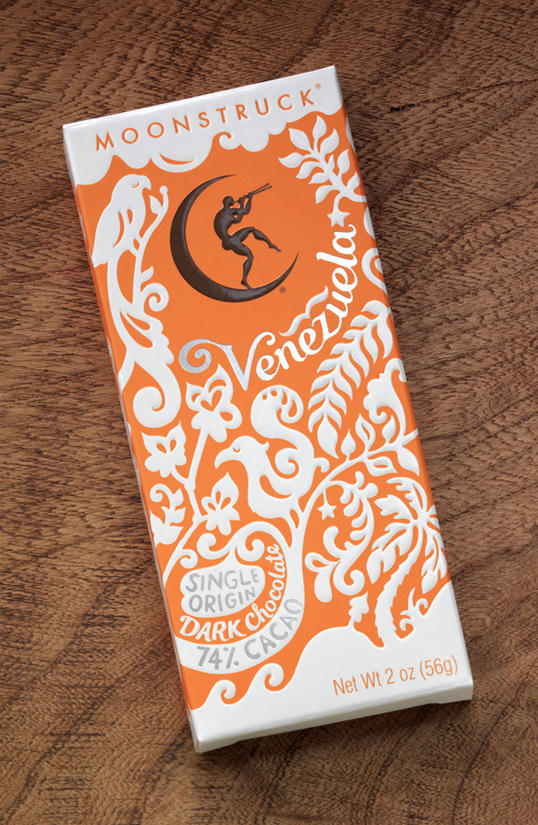 MOONSTRUCK®
®
Venezuela
SINGLE
ORIGIN
DARK Chocolate
74% CACAO
Net Wt 2 oz (56g)